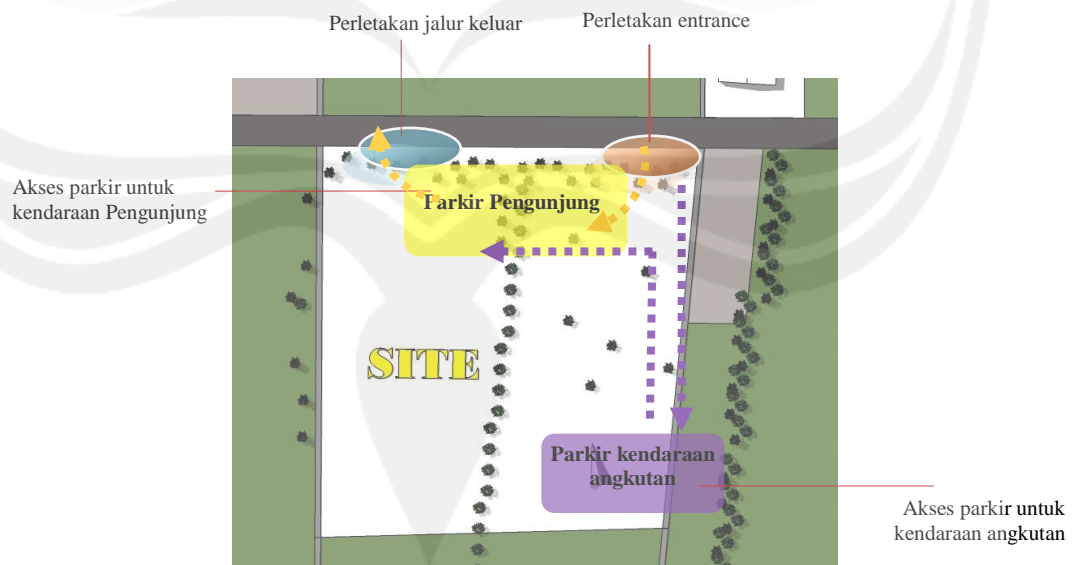 Perletakan jalur keluar
Perletakan entrance
Akses parkir untuk
kendaraan Pengunjung
Parkir Pengunjung
SITE
Parkir kendaraan
angkutan
Akses parkir untuk
kendaraan angkutan